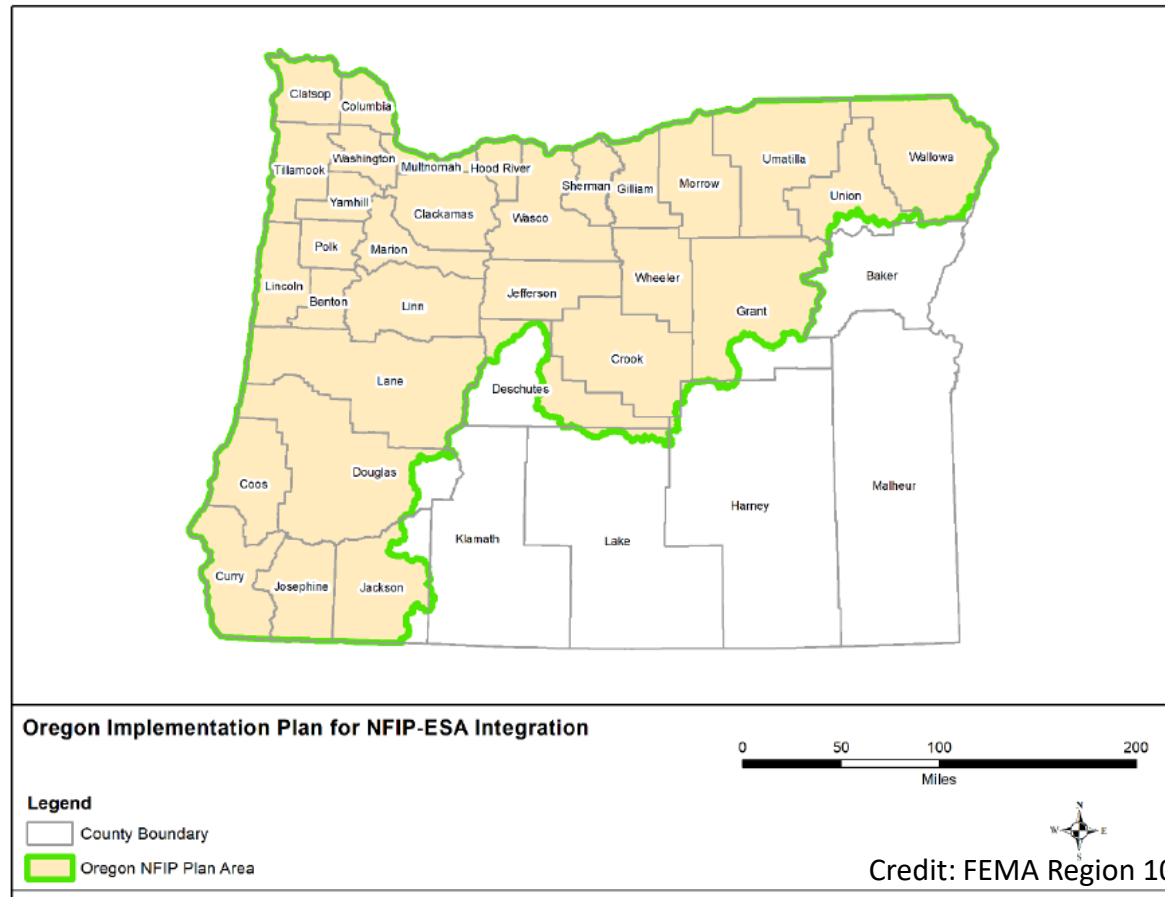 Clatsop
Columbia
Tillamook
Washington
Multnomah
Hood River
Sherman
Gilliam
Morrow
Umatilla
Union
Wallowa
Yamhill
Clackamas
Wasco
Polk
Marion
Wheeler
Baker
Lincoln
Benton
Linn
Jefferson
Grant
Lane
Deschutes
Crook
Coos
Douglas
Klamath
Lake
Harney
Malheur
Curry
Josephine
Jackson
Oregon Implementation Plan for NFIP-ESA Integration
0 50 100 200
Miles
Legend
County Boundary
Oregon NFIP Plan Area
N
W E
S
Credit: FEMA Region 10